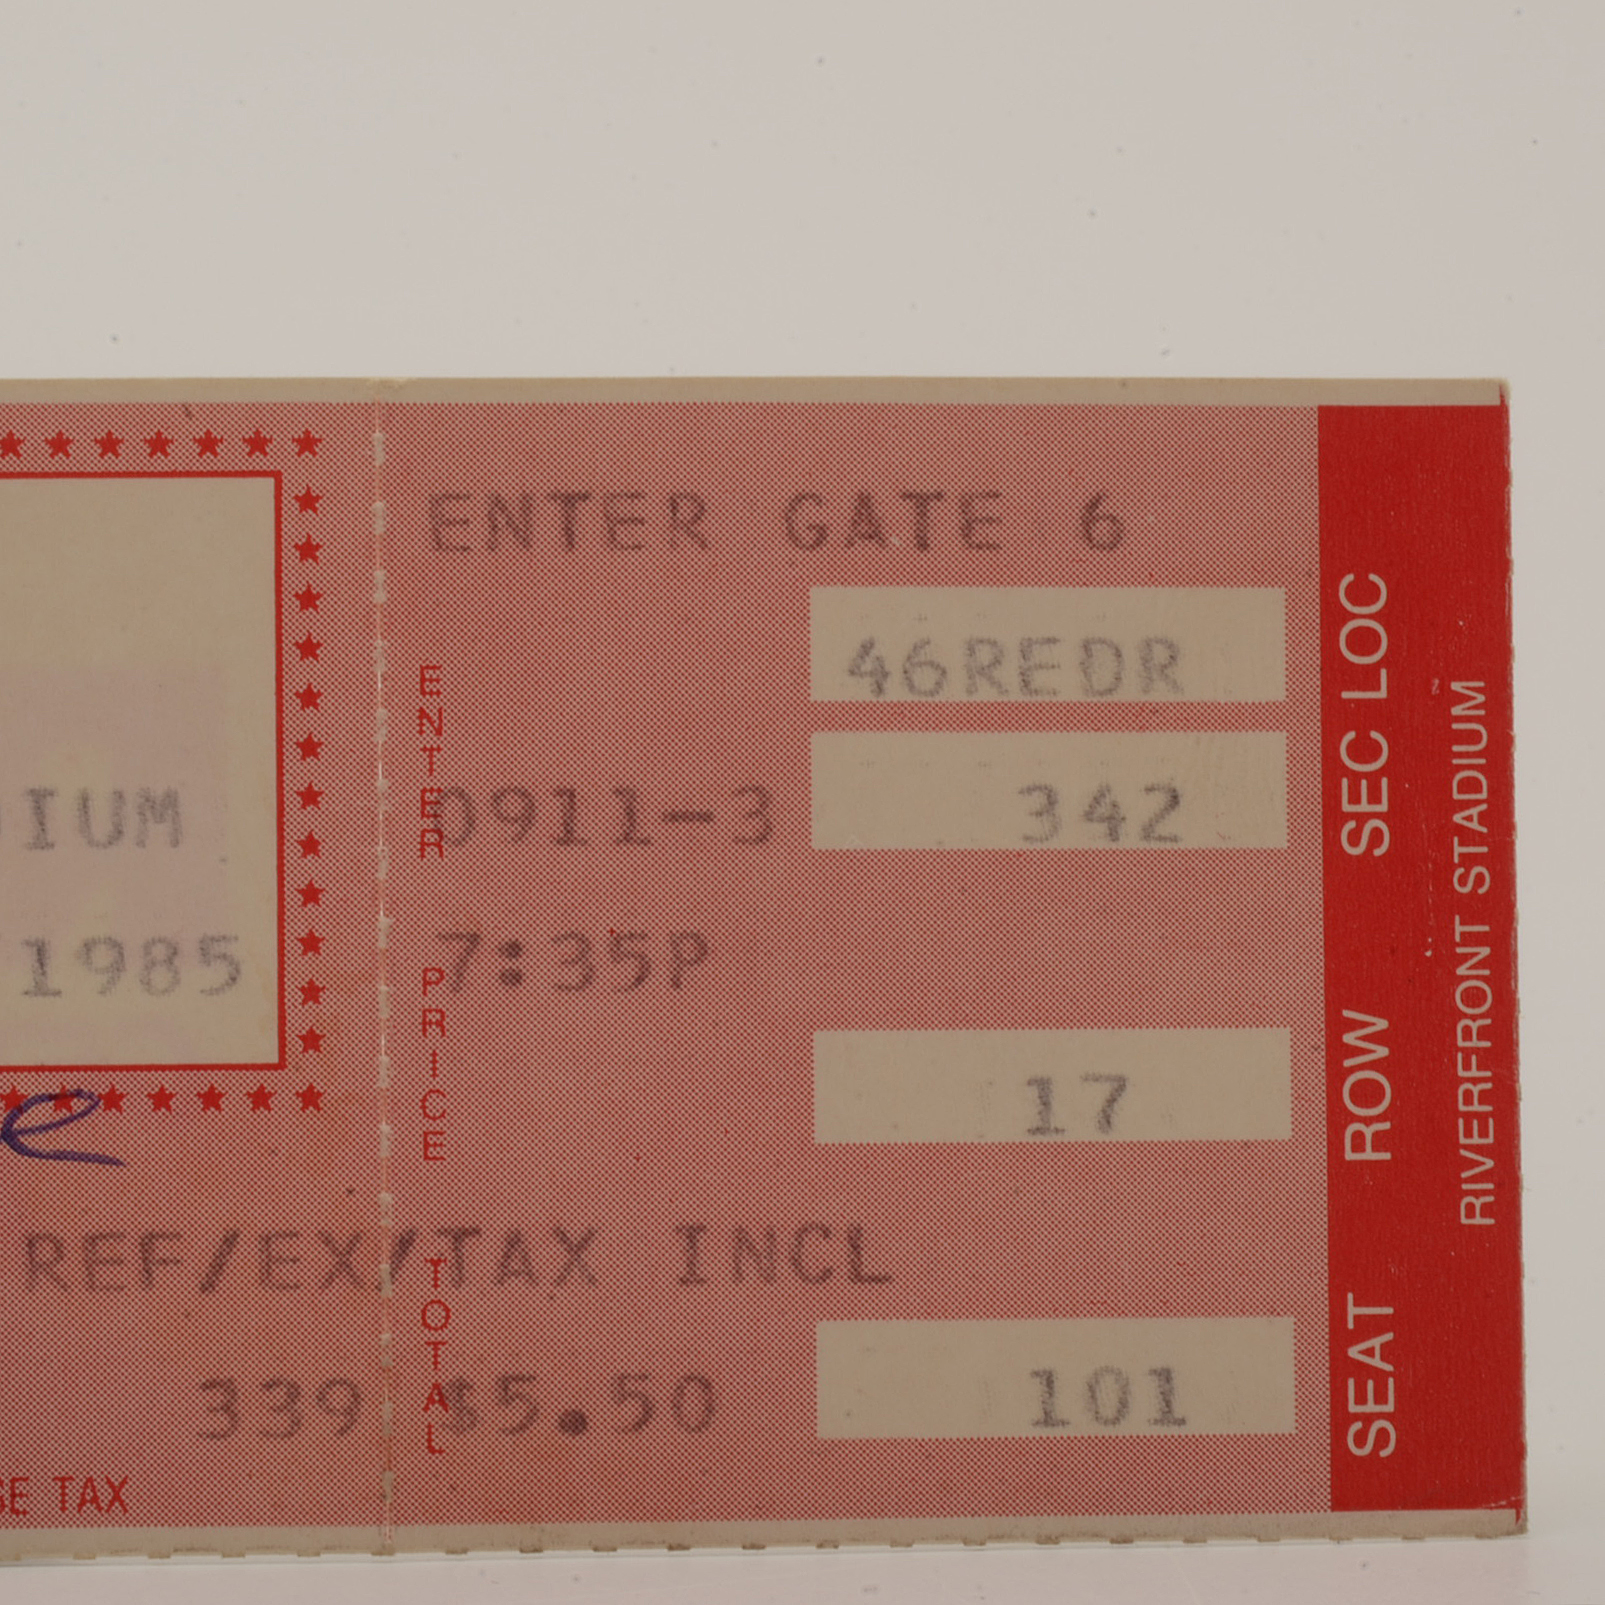 ENTER GATE 6
46REDR
ENTER
0911-3
342
IUM
1985
7:35P
PRICE
17
e
REF/EX/TAX INCL
TOTAL
339 $5.50
101
SE TAX
SEAT ROW SEC LOC
RIVERFRONT STADIUM